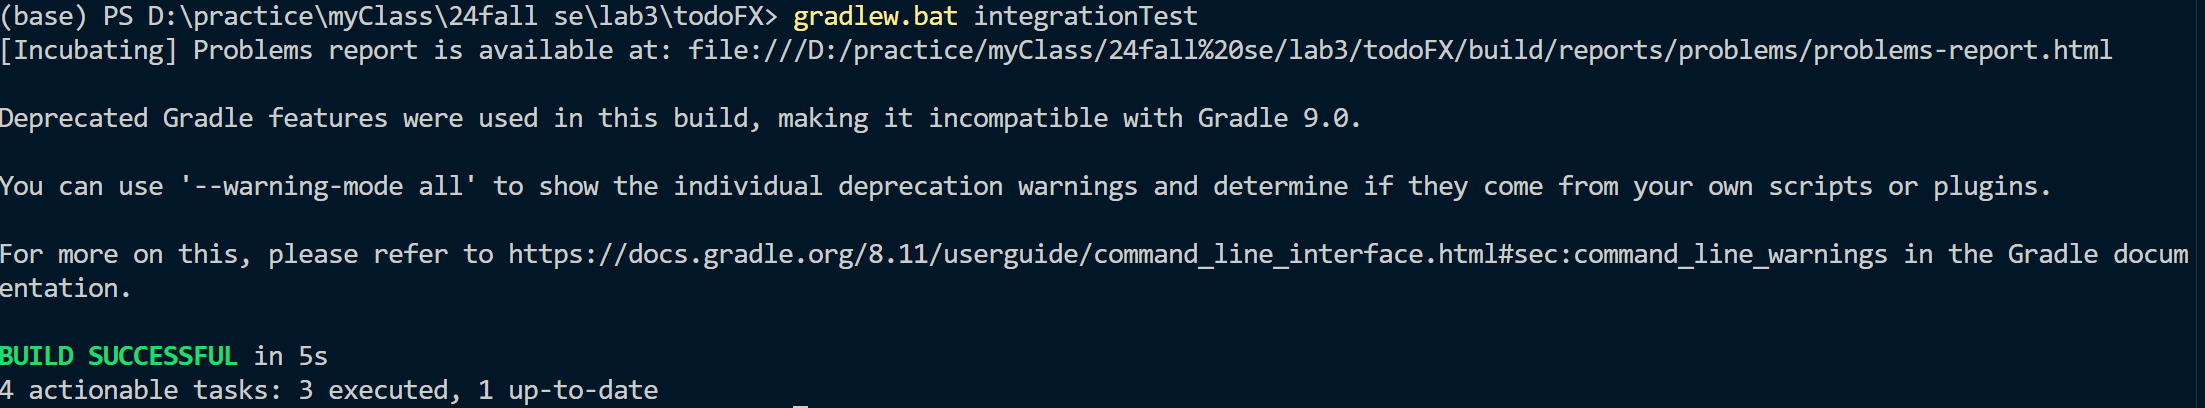 (base) PS D:\practice\myClass\24fall se\lab3\todoFX> gradlew.bat integrationTest
[Incubating] Problems report is available at: file:///D:/practice/myClass/24fall%20se/lab3/todoFX/build/reports/problems/problems-report.html
Deprecated Gradle features were used in this build, making it incompatible with Gradle 9.0.
You can use '--warning-mode all' to show the individual deprecation warnings and determine if they come from your own scripts or plugins.
For more on this, please refer to https://docs.gradle.org/8.11/userguide/command_line_interface.html#sec:command_line_warnings in the Gradle docum
entation.
BUILD SUCCESSFUL in 5s
4 actionable tasks: 3 executed, 1 up-to-date